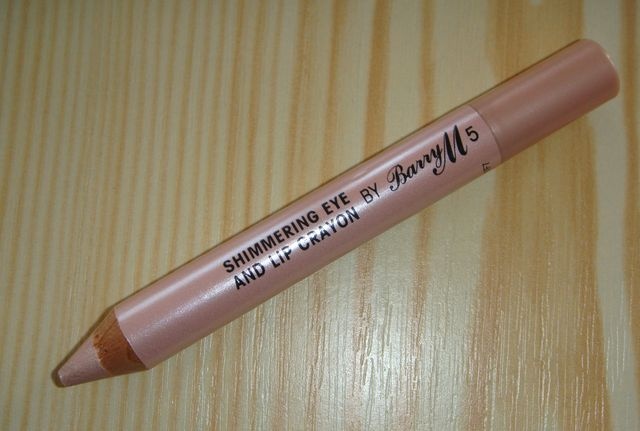 SHIMMERING EYE
AND LIP CRAYON
BY Barry M 5